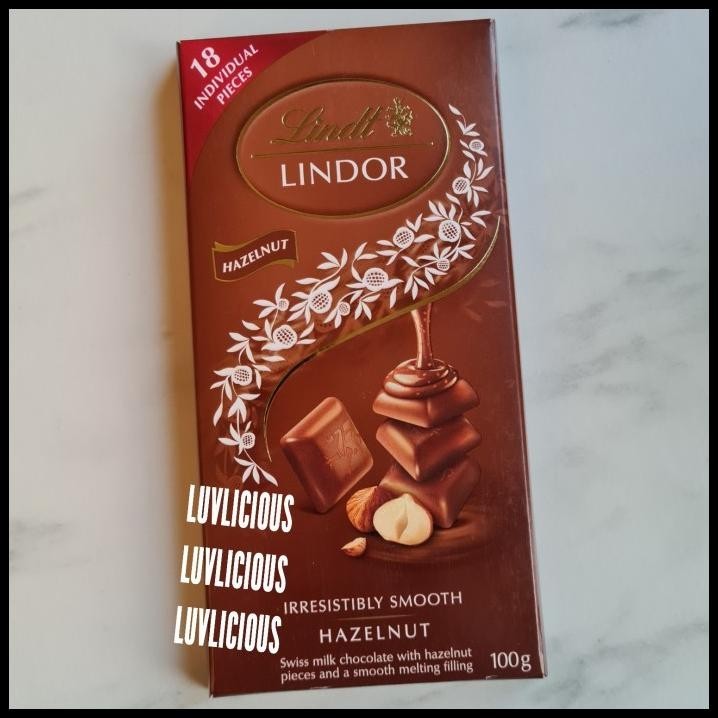 18
INDIVIDUAL
PIECES
Lindt
LINDOR
HAZELNUT
LUVLICIOUS
LUVLICIOUS
LUVLICIOUS
IRRESISTIBLY SMOOTH
HAZELNUT
Swiss milk chocolate with hazelnut
pieces and a smooth melting filling
100g